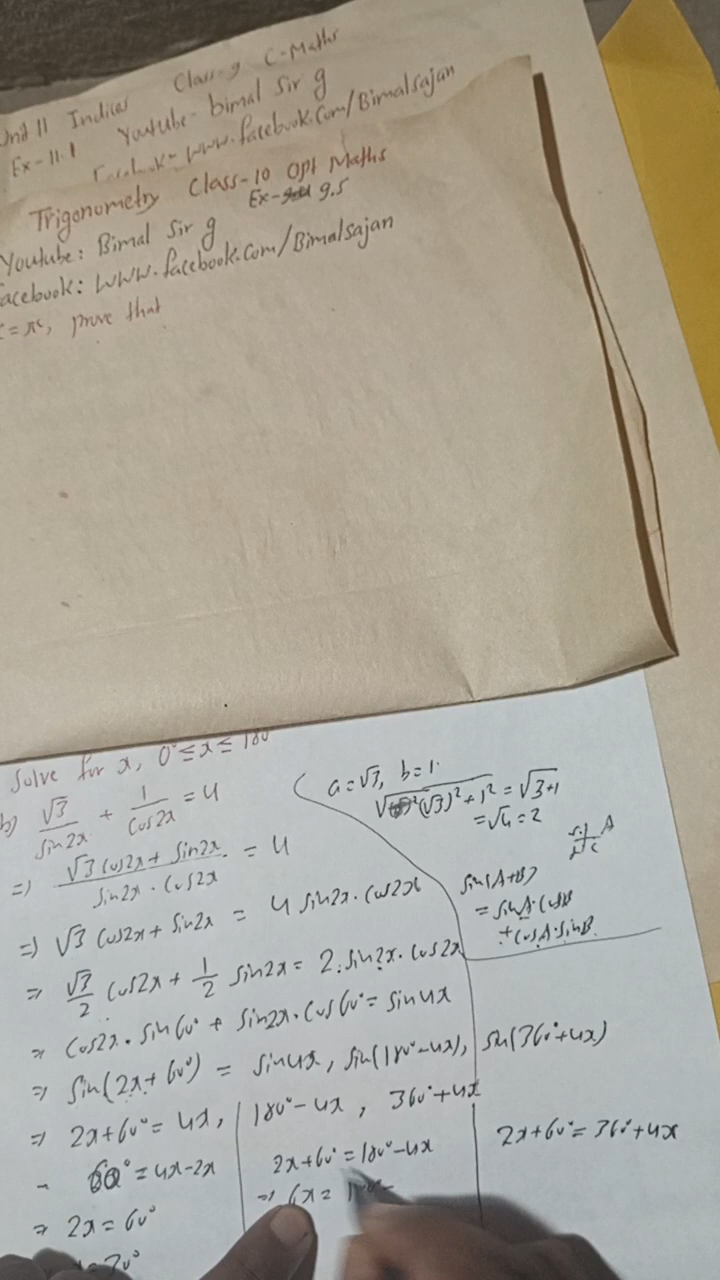 Unit 11 Indices Class-9 C-Maths
Ex-11.1 Youtube- bimal Sir g
Facebook- www.facebook.com/Bimalsajan
Trigonometry Class-10 Opt Maths
Ex- 9.5
Youtube: Bimal Sir g
Facebook: www.facebook.com/Bimalsajan
C = πᶜ, prove that
Solve for x, 0° ≤ x ≤ 180°
b) √3/sin2x + 1/Cos2x = 4
=) (√3 Cos2x + Sin2x)/(sin2x . Cos2x) = 4
=) √3 Cos2x + Sin2x = 4 Sin2x. Cos2x
=> √3/2 Cos2x + 1/2 Sin2x = 2. Sin2x. Cos2x
=> Cos2x. Sin60° + Sin2x. Cos60° = Sin4x
=> Sin(2x+60°) = Sin4x, Sin(180°-4x), Sin(360°+4x)
=> 2x+60° = 4x, 180°-4x, 360°+4x
60° = 4x-2x
=> 2x = 60°
2x+60° = 180°-4x
=> 6x =
2x+60° = 360°+4x
a=√3, b=1
√(√3)²+1² = √3+1
=√4 = 2
Sin(A+B)
= SinA. CosB
+ CosA. SinB.